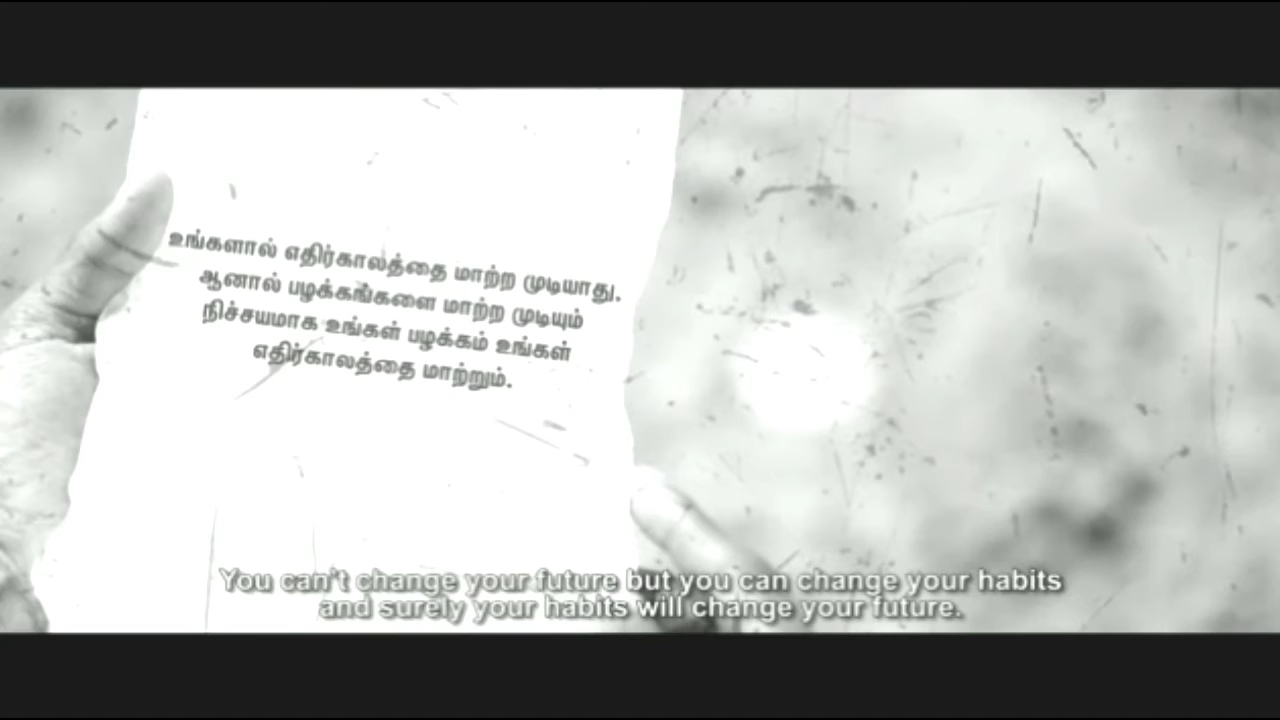 உங்களால் எதிர்காலத்தை மாற்ற முடியாது.
ஆனால் பழக்கங்களை மாற்ற முடியும்
நிச்சயமாக உங்கள் பழக்கம் உங்கள்
எதிர்காலத்தை மாற்றும்.
You can't change your future but you can change your habits
and surely your habits will change your future.